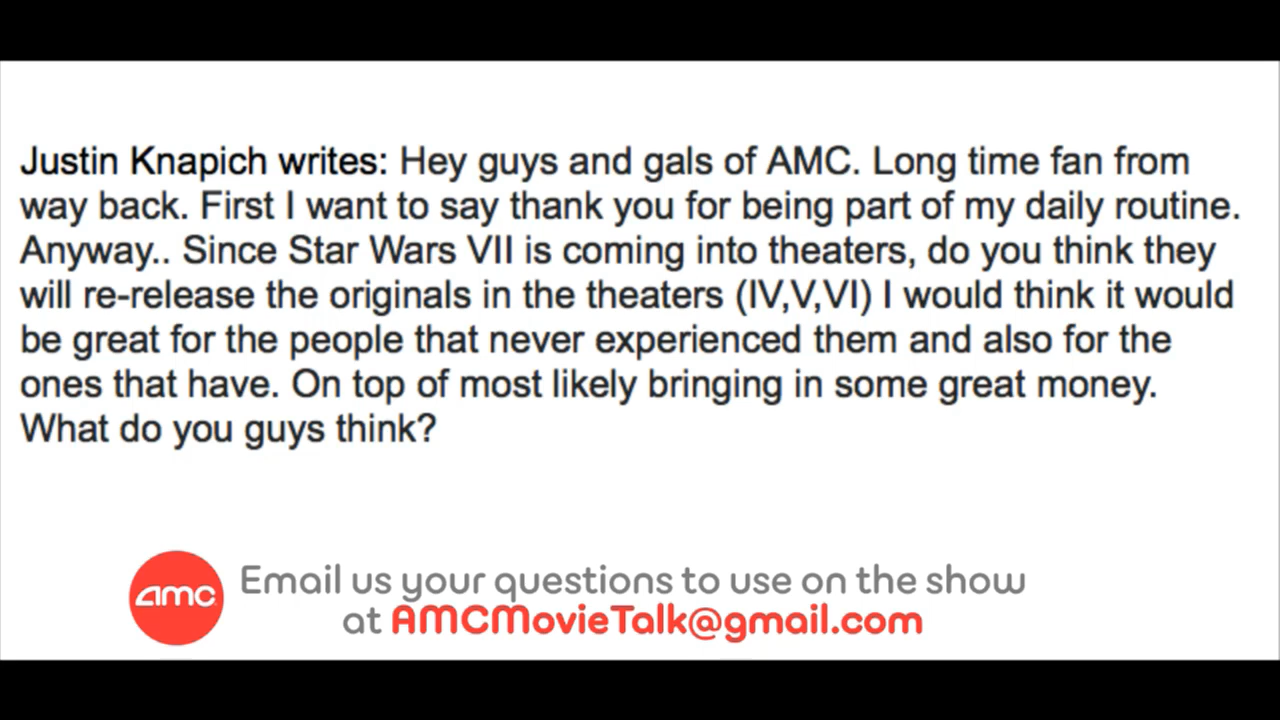 Justin Knapich writes: Hey guys and gals of AMC. Long time fan from
way back. First I want to say thank you for being part of my daily routine.
Anyway.. Since Star Wars VII is coming into theaters, do you think they
will re-release the originals in the theaters (IV,V,VI) I would think it would
be great for the people that never experienced them and also for the
ones that have. On top of most likely bringing in some great money.
What do you guys think?
amc
Email us your questions to use on the show
at AMCMovieTalk@gmail.com